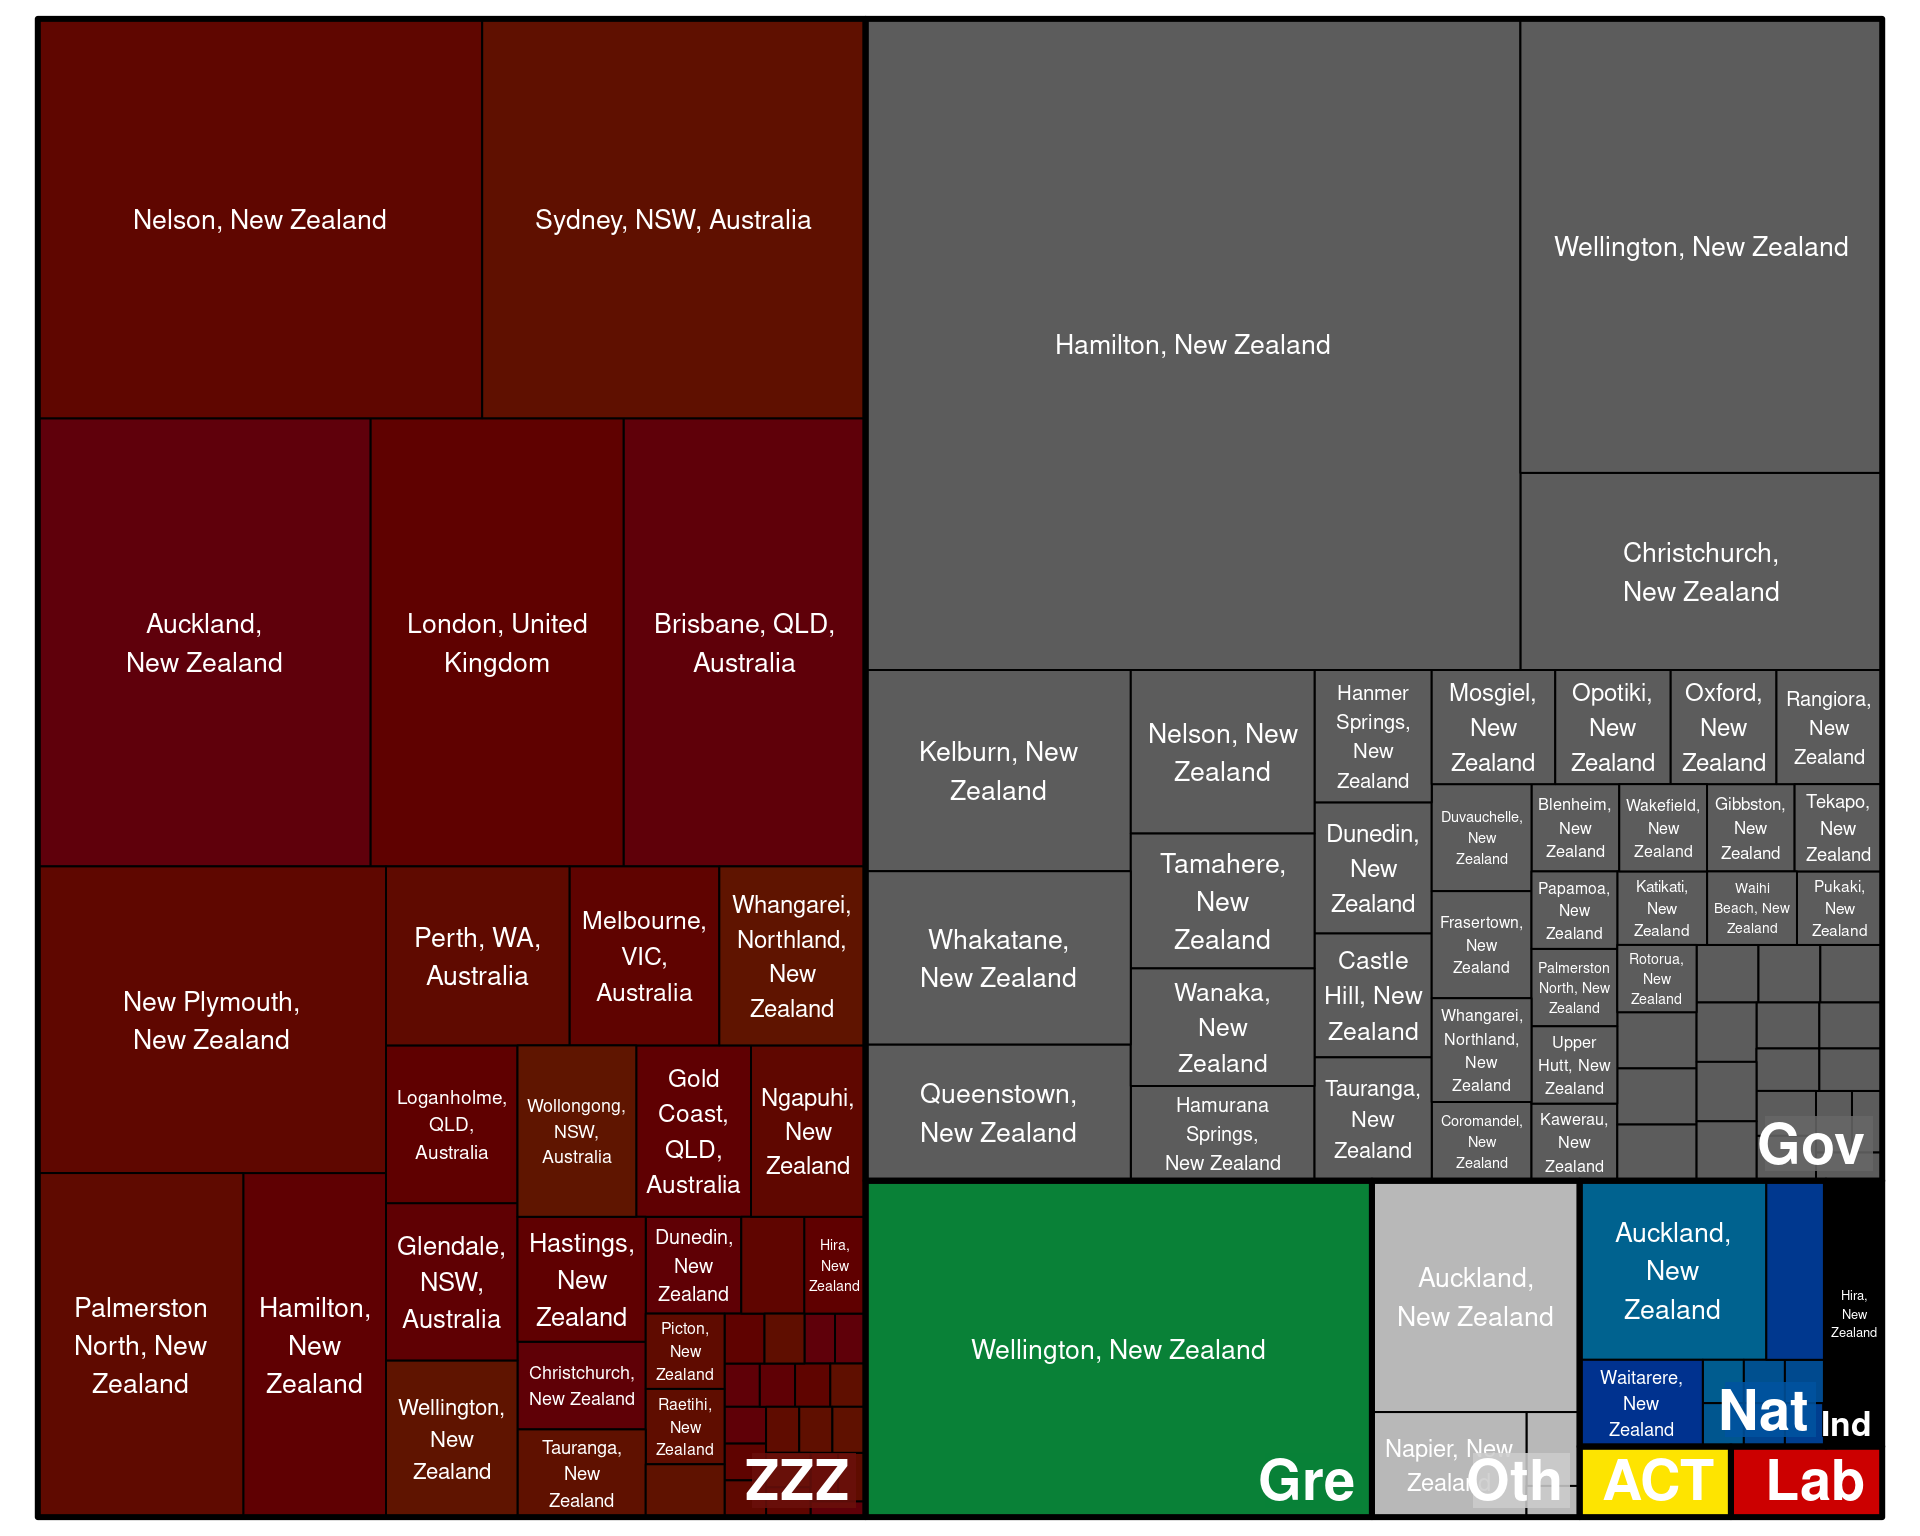 Nelson, New Zealand
Sydney, NSW, Australia
Auckland,
New Zealand
London, United
Kingdom
Brisbane, QLD,
Australia
New Plymouth,
New Zealand
Perth, WA,
Australia
Melbourne,
VIC,
Australia
Whangarei,
Northland,
New
Zealand
Loganholme,
QLD,
Australia
Wollongong,
NSW,
Australia
Gold
Coast,
QLD,
Australia
Ngapuhi,
New
Zealand
Palmerston
North, New
Zealand
Hamilton,
New
Zealand
Glendale,
NSW,
Australia
Hastings,
New
Zealand
Dunedin,
New
Zealand
Hira,
New
Zealand
Picton,
New
Zealand
Christchurch,
New Zealand
Raetihi,
New
Zealand
Wellington,
New
Zealand
Tauranga,
New
Zealand
ZZZ
Hamilton, New Zealand
Wellington, New Zealand
Christchurch,
New Zealand
Kelburn, New
Zealand
Nelson, New
Zealand
Hanmer
Springs,
New
Zealand
Mosgiel,
New
Zealand
Opotiki,
New
Zealand
Oxford,
New
Zealand
Rangiora,
New
Zealand
Whakatane,
New Zealand
Tamahere,
New
Zealand
Dunedin,
New
Zealand
Duvauchelle,
New
Zealand
Blenheim,
New
Zealand
Wakefield,
New
Zealand
Gibbston,
New
Zealand
Tekapo,
New
Zealand
Frasertown,
New
Zealand
Papamoa,
New
Zealand
Katikati,
New
Zealand
Waihi
Beach, New
Zealand
Pukaki,
New
Zealand
Queenstown,
New Zealand
Wanaka,
New
Zealand
Castle
Hill, New
Zealand
Palmerston
North, New
Zealand
Rotorua,
New
Zealand
Whangarei,
Northland,
New
Zealand
Upper
Hutt, New
Zealand
Hamurana
Springs,
New Zealand
Tauranga,
New
Zealand
Coromandel,
New
Zealand
Kawerau,
New
Zealand
Gov
Wellington, New Zealand
Gre
Auckland,
New Zealand
Napier, New
Zealand
Oth
Auckland,
New
Zealand
Waitarere,
New
Zealand
Nat
Hira,
New
Zealand
Ind
ACT
Lab